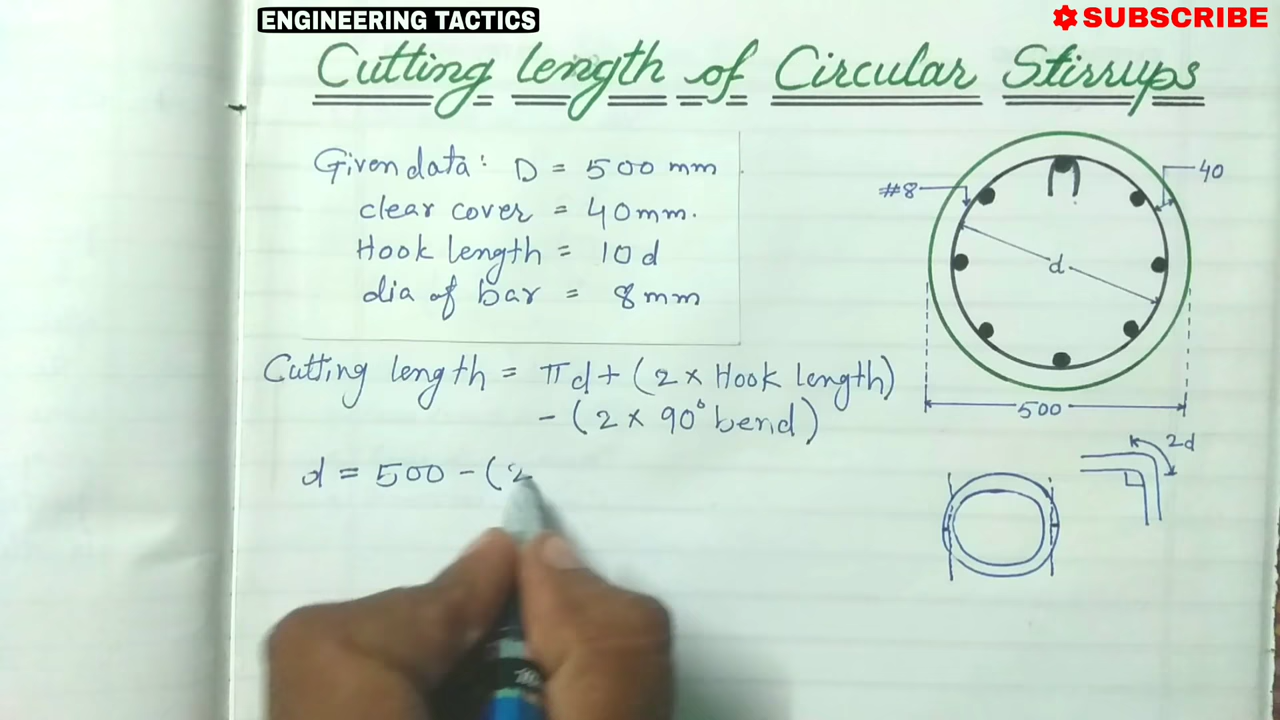 ENGINEERING TACTICS
SUBSCRIBE
Cutting length of Circular Stirrups
Given data: D = 500 mm
clear cover = 40mm.
Hook length = 10d
dia of bar = 8mm
#8
40
d
500
Cutting length = πd + (2 × Hook length)
- (2 × 90° bend)
d = 500 - (2
2d